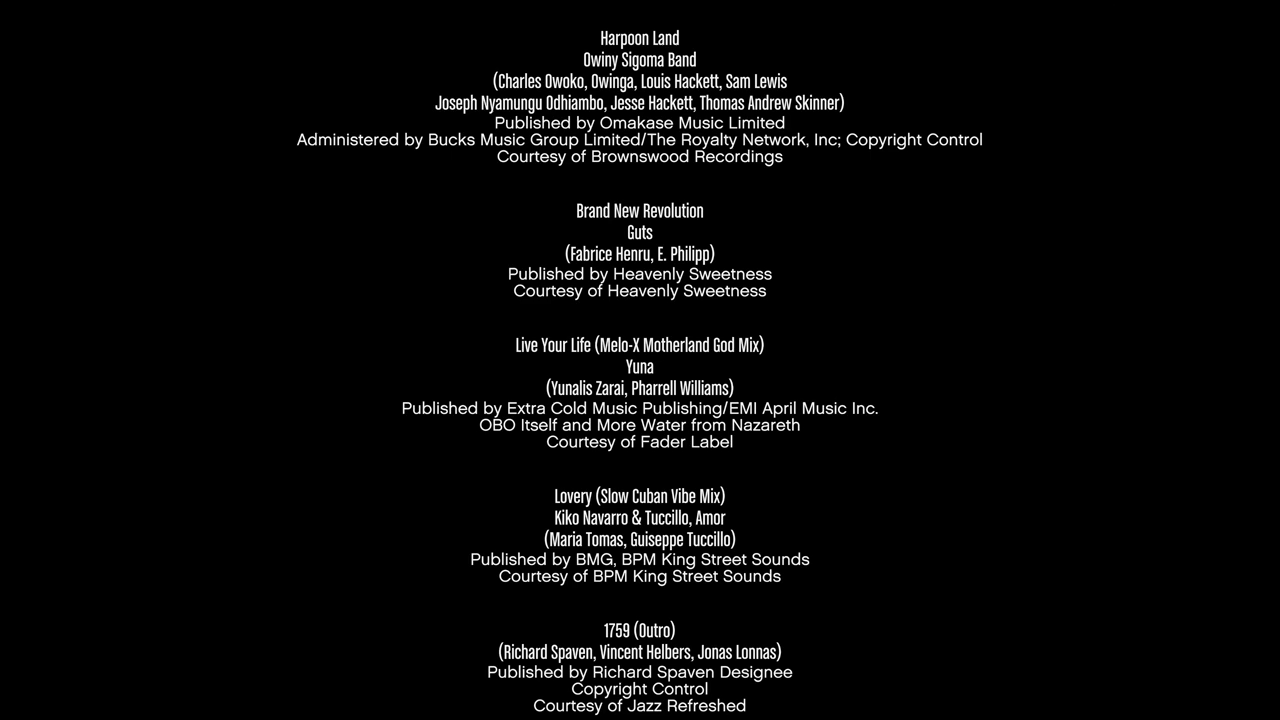 Harpoon Land
Owiny Sigoma Band
(Charles Owoko, Owinga, Louis Hackett, Sam Lewis
Joseph Nyamungu Odhiambo, Jesse Hackett, Thomas Andrew Skinner)
Published by Omakase Music Limited
Administered by Bucks Music Group Limited/The Royalty Network, Inc; Copyright Control
Courtesy of Brownswood Recordings
Brand New Revolution
Guts
(Fabrice Henru, E. Philipp)
Published by Heavenly Sweetness
Courtesy of Heavenly Sweetness
Live Your Life (Melo-X Motherland God Mix)
Yuna
(Yunalis Zarai, Pharrell Williams)
Published by Extra Cold Music Publishing/EMI April Music Inc.
OBO Itself and More Water from Nazareth
Courtesy of Fader Label
Lovery (Slow Cuban Vibe Mix)
Kiko Navarro & Tuccillo, Amor
(Maria Tomas, Guiseppe Tuccillo)
Published by BMG, BPM King Street Sounds
Courtesy of BPM King Street Sounds
1759 (Outro)
(Richard Spaven, Vincent Helbers, Jonas Lonnas)
Published by Richard Spaven Designee
Copyright Control
Courtesy of Jazz Refreshed